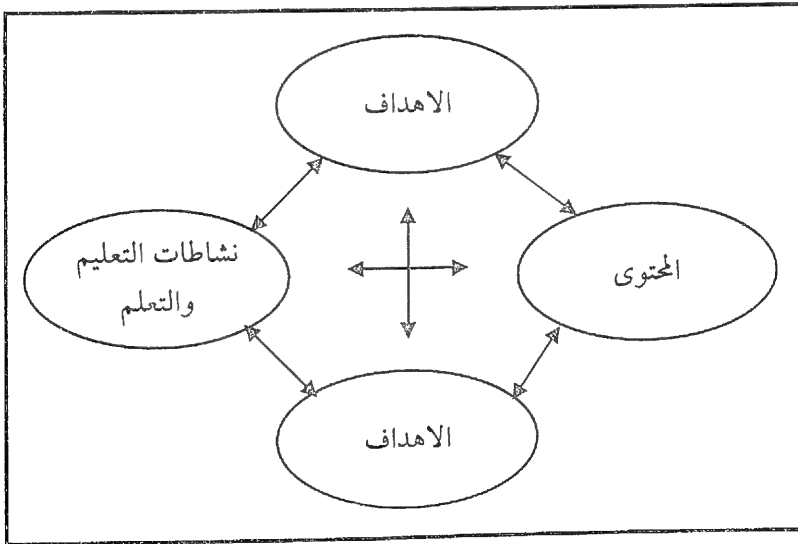 الاهداف
المحتوى
نشاطات التعليم
والتعلم
الاهداف